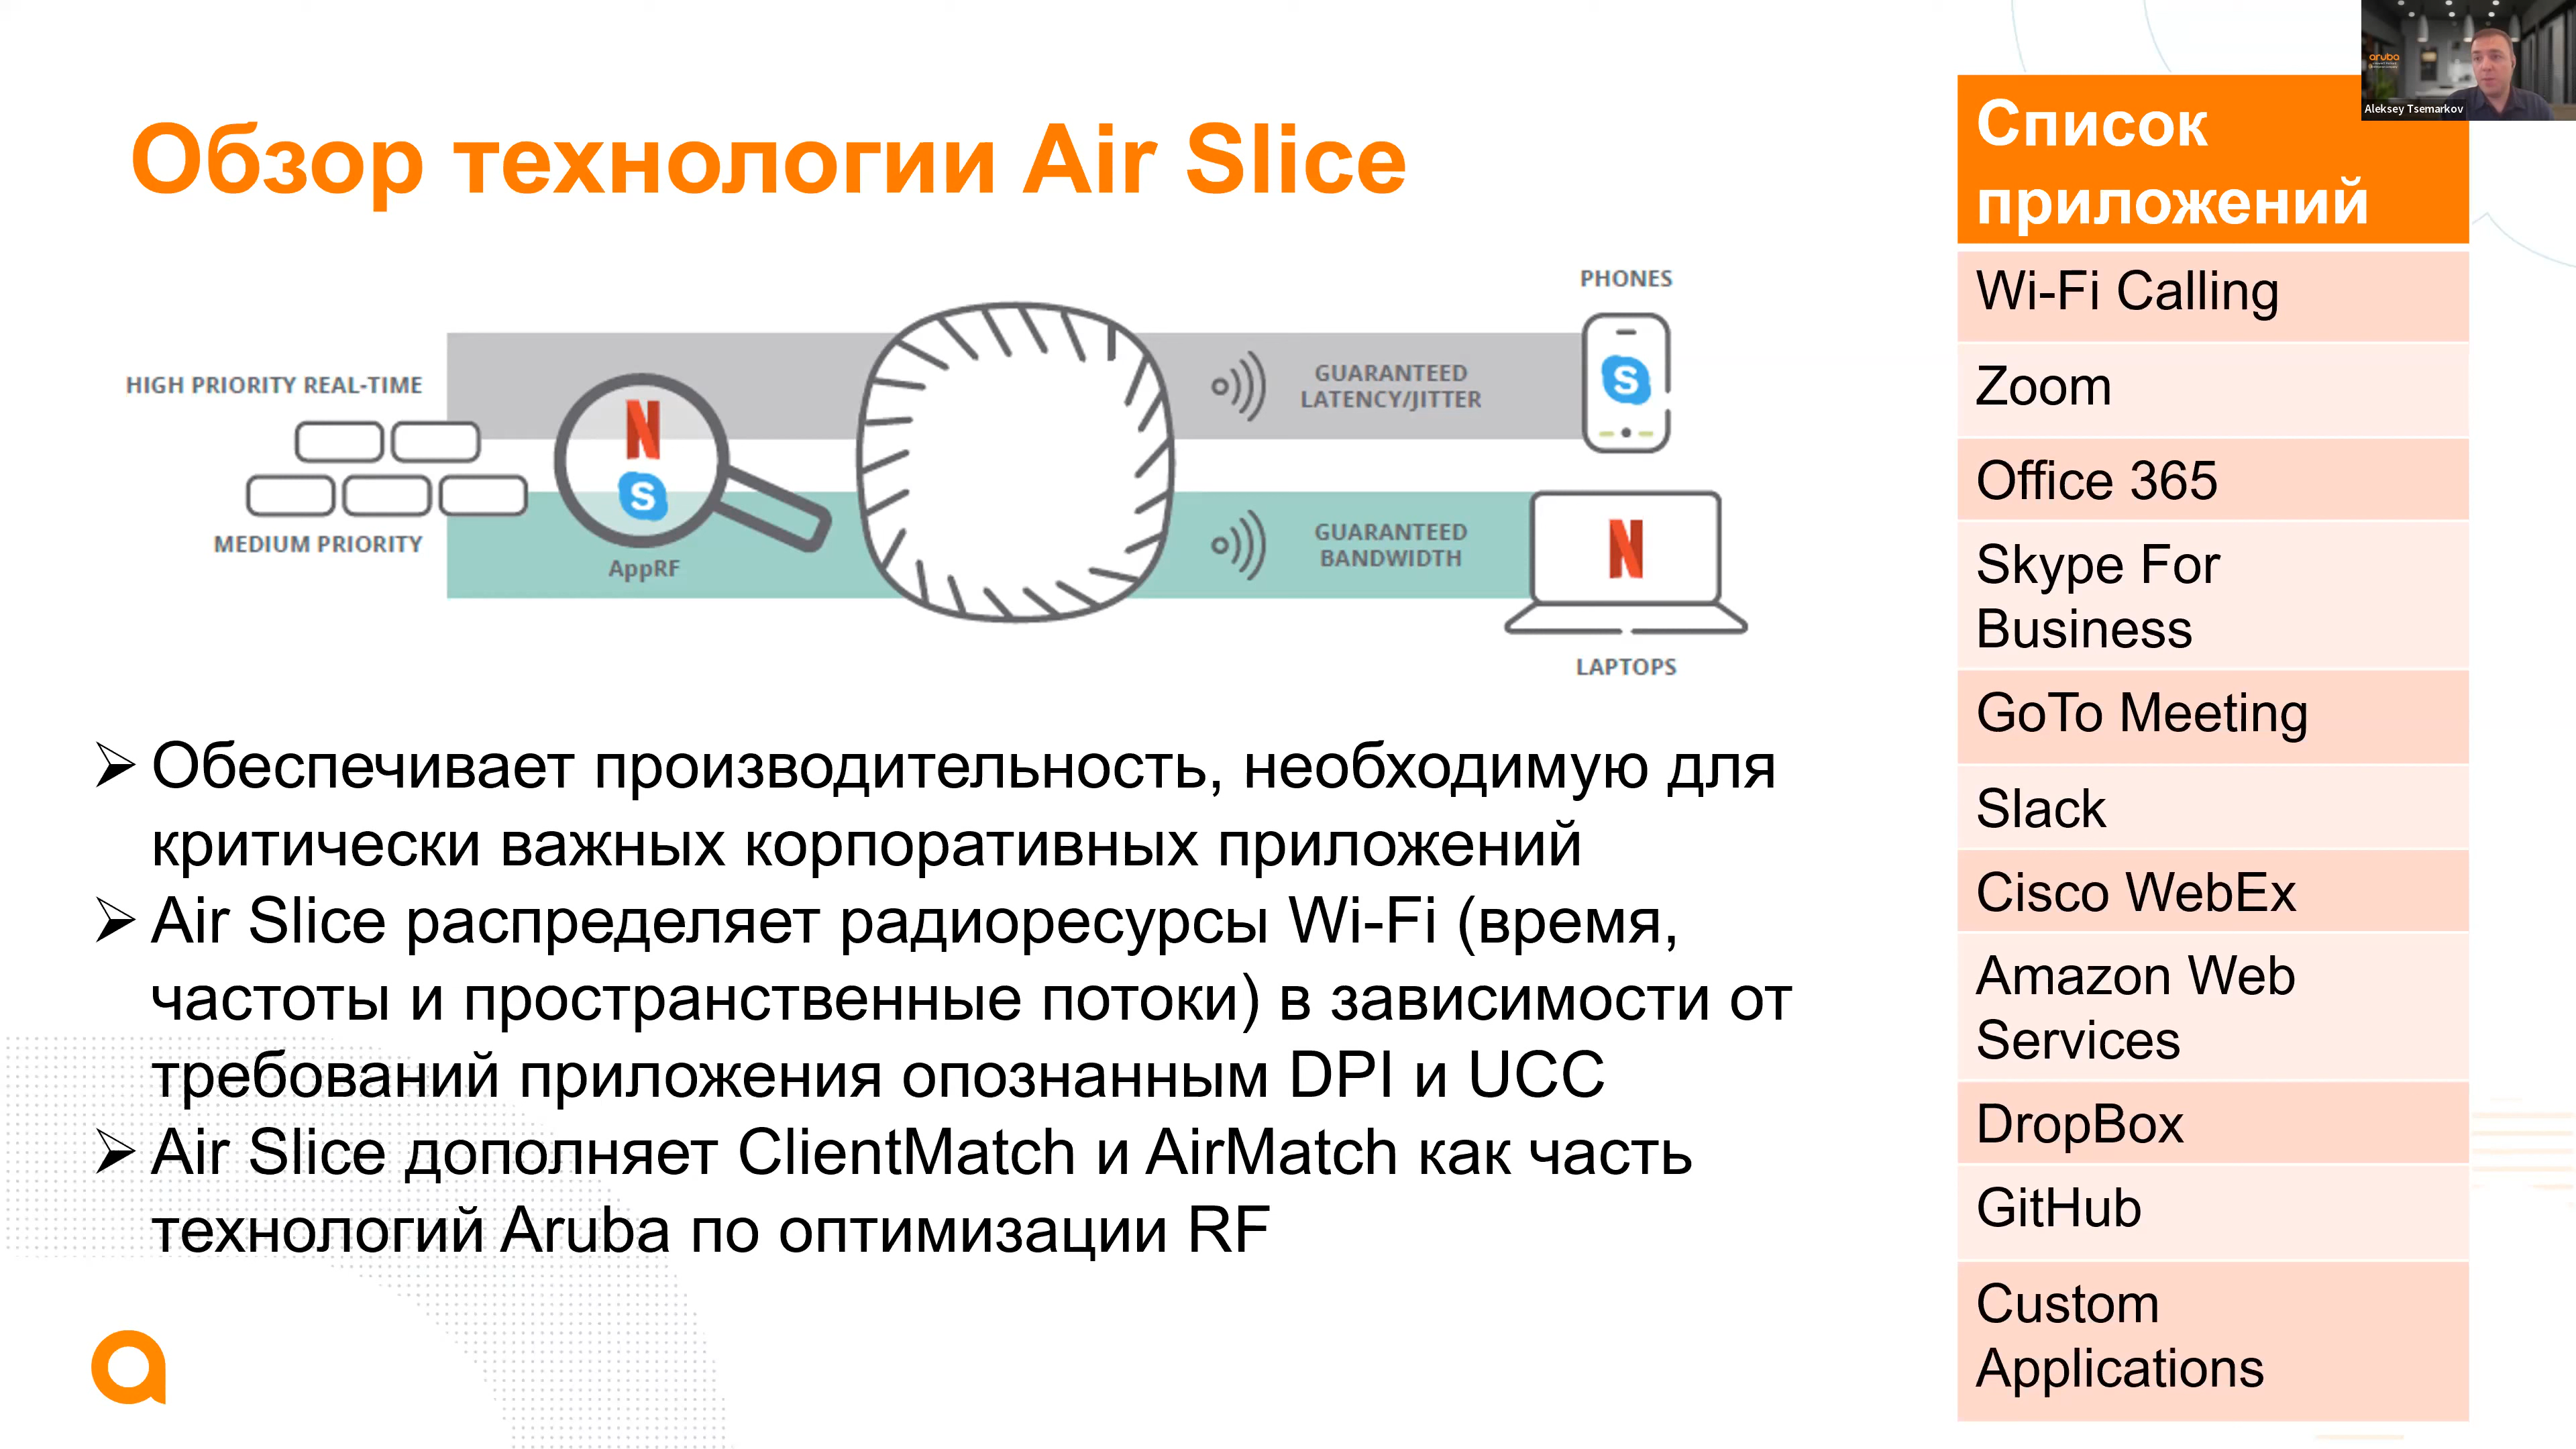 Обзор технологии Air Slice
HIGH PRIORITY REAL-TIME
MEDIUM PRIORITY
N
S
AppRF
GUARANTEED
LATENCY/JITTER
GUARANTEED
BANDWIDTH
PHONES
S
N
LAPTOPS
Обеспечивает производительность, необходимую для
критически важных корпоративных приложений
Air Slice распределяет радиоресурсы Wi-Fi (время,
частоты и пространственные потоки) в зависимости от
требований приложения опознанным DPI и UCC
Air Slice дополняет ClientMatch и AirMatch как часть
технологий Aruba по оптимизации RF
Список
приложений
Wi-Fi Calling
Zoom
Office 365
Skype For
Business
GoTo Meeting
Slack
Cisco WebEx
Amazon Web
Services
DropBox
GitHub
Custom
Applications
aruba
Aleksey Tsemarkov